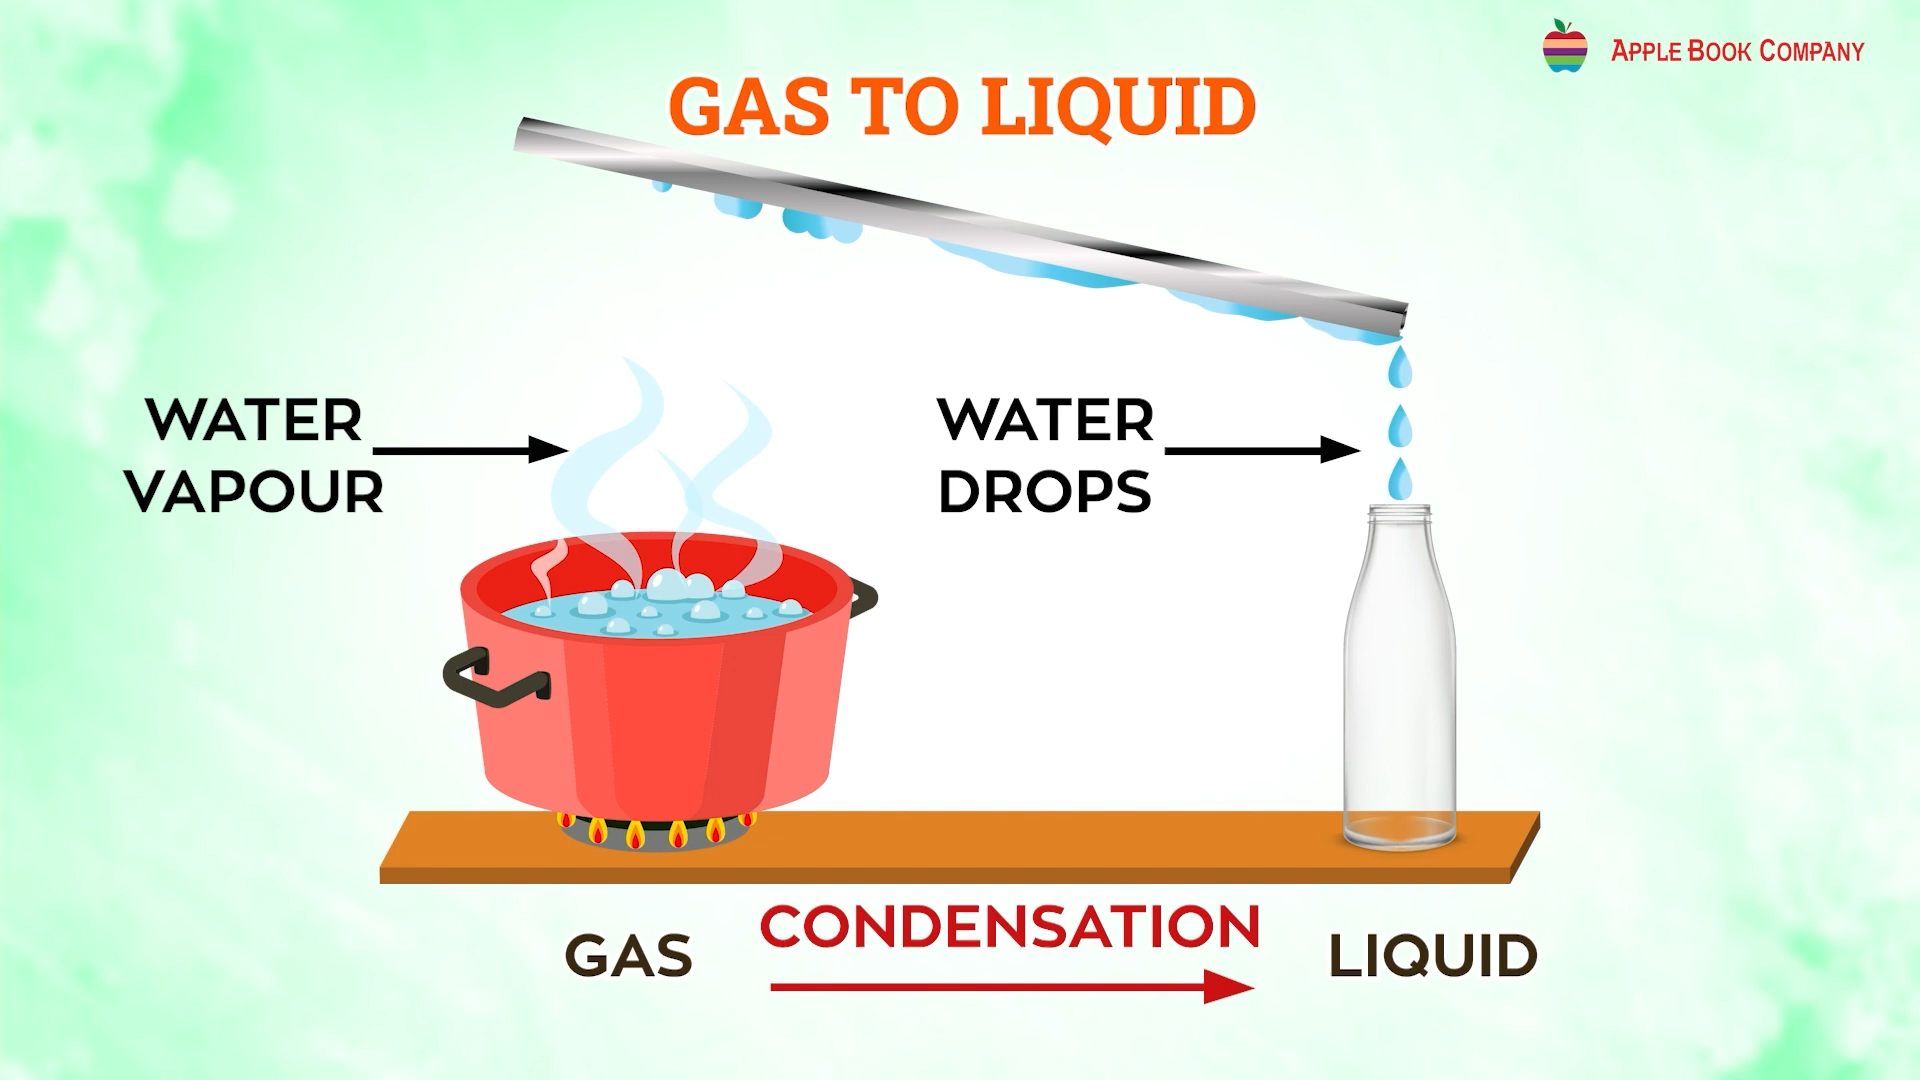 APPLE BOOK COMPANY
GAS TO LIQUID
WATER
VAPOUR
WATER
DROPS
CONDENSATION
GAS
LIQUID